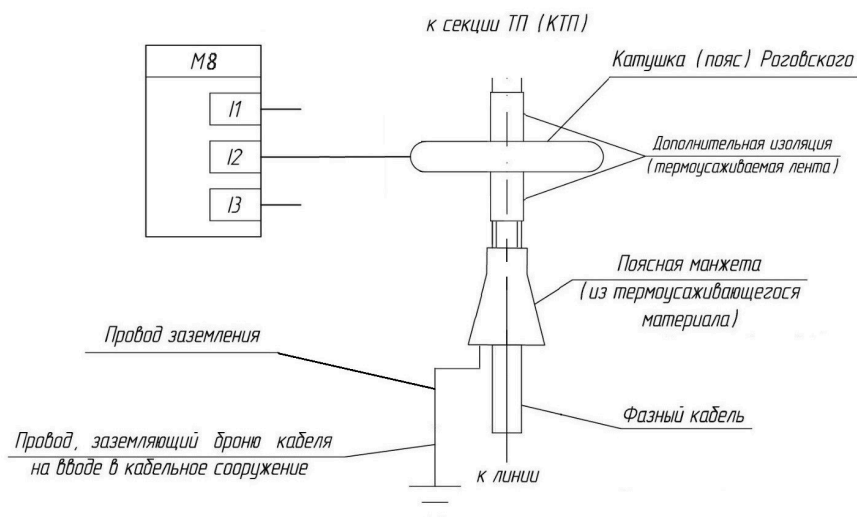 к секции ТП (КТП)
М8
Катушка (пояс) Роговского
I1
I2
I3
Дополнительная изоляция
(термоусаживаемая лента)
Поясная манжета
(из термоусаживающегося
материала)
Провод заземления
Фазный кабель
Провод, заземляющий броню кабеля
на вводе в кабельное сооружение
к линии